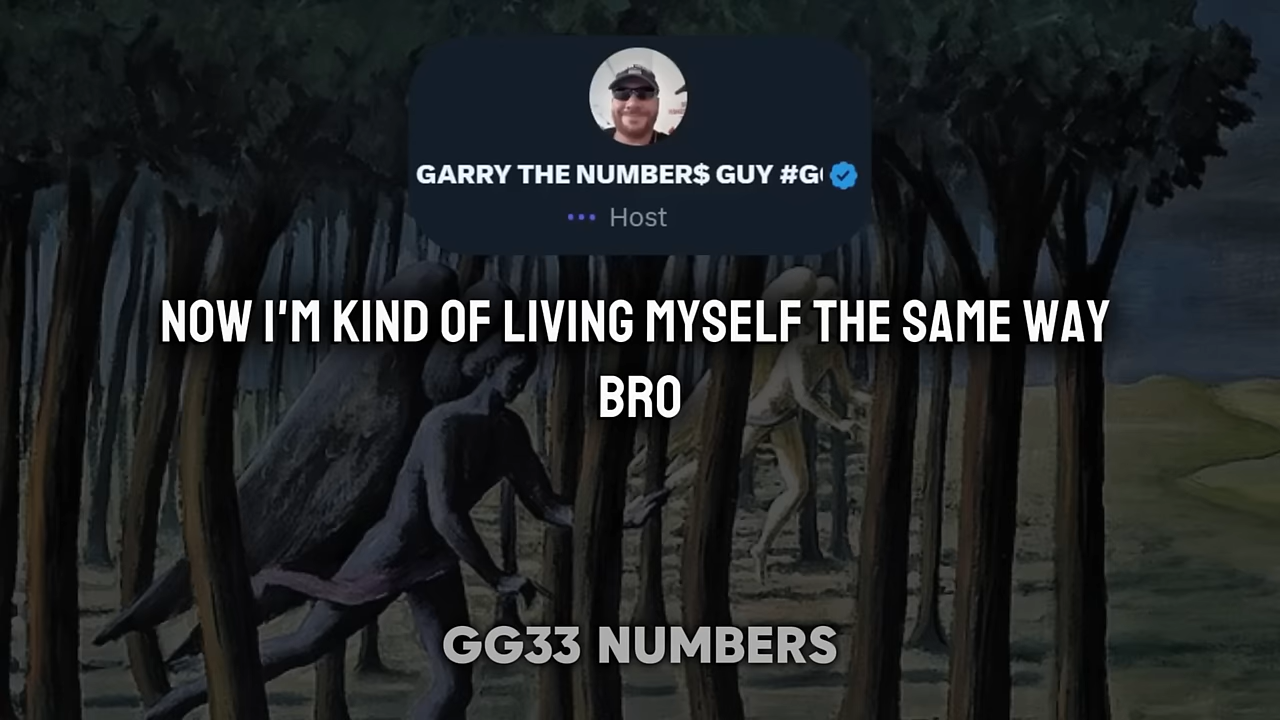 GARRY THE NUMBER$ GUY #G
Host
NOW I'M KIND OF LIVING MYSELF THE SAME WAY
BRO
GG33 NUMBERS